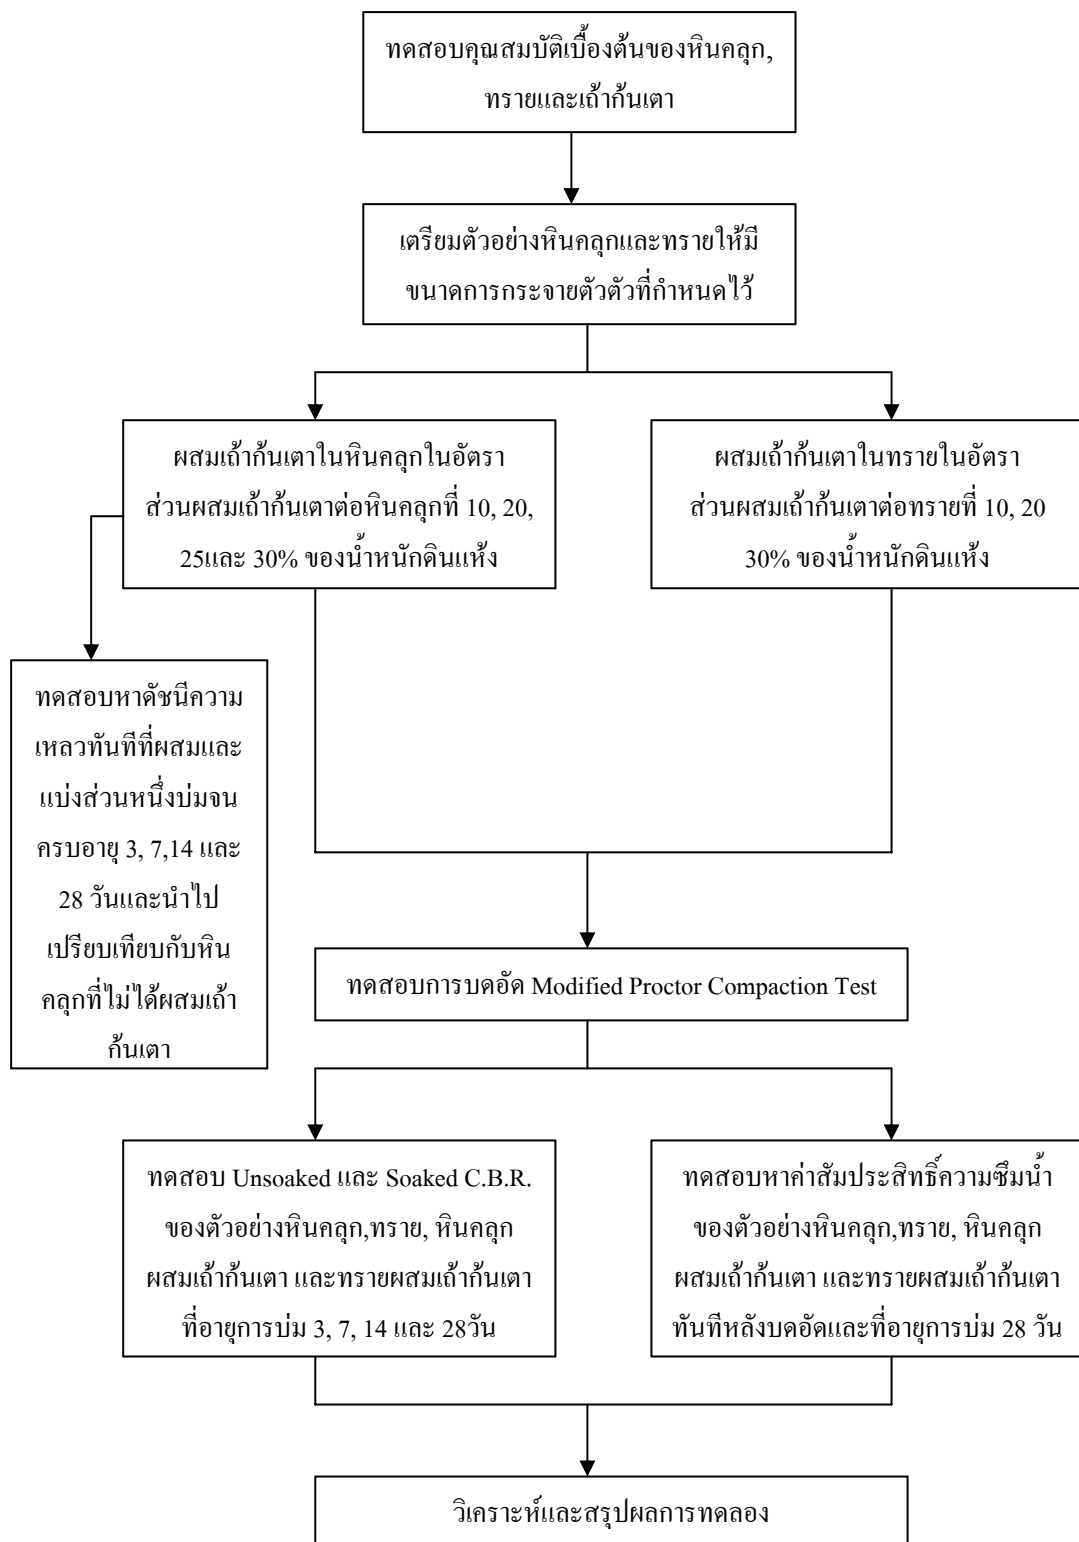 ทดสอบคุณสมบัติเบื้องต้นของหินคลุก,
ทรายและเถ้าก้นเตา
เตรียมตัวอย่างหินคลุกและทรายให้มี
ขนาดการกระจายตัวตัวที่กำหนดไว้
ผสมเถ้าก้นเตาในหินคลุกในอัตรา
ส่วนผสมเถ้าก้นเตาต่อหินคลุกที่ 10, 20,
25และ 30% ของน้ำหนักดินแห้ง
ผสมเถ้าก้นเตาในทรายในอัตรา
ส่วนผสมเถ้าก้นเตาต่อทรายที่ 10, 20
30% ของน้ำหนักดินแห้ง
ทดสอบหาดัชนีความ
เหลวทันทีที่ผสมและ
แบ่งส่วนหนึ่งบ่มจน
ครบอายุ 3, 7,14 และ
28 วันและนำไป
เปรียบเทียบกับหิน
คลุกที่ไม่ได้ผสมเถ้า
ก้นเตา
ทดสอบการบดอัด Modified Proctor Compaction Test
ทดสอบ Unsoaked และ Soaked C.B.R.
ของตัวอย่างหินคลุก,ทราย, หินคลุก
ผสมเถ้าก้นเตา และทรายผสมเถ้าก้นเตา
ที่อายุการบ่ม 3, 7, 14 และ 28วัน
ทดสอบหาค่าสัมประสิทธิ์ความซึมน้ำ
ของตัวอย่างหินคลุก,ทราย, หินคลุก
ผสมเถ้าก้นเตา และทรายผสมเถ้าก้นเตา
ทันทีหลังบดอัดและที่อายุการบ่ม 28 วัน
วิเคราะห์และสรุปผลการทดลอง